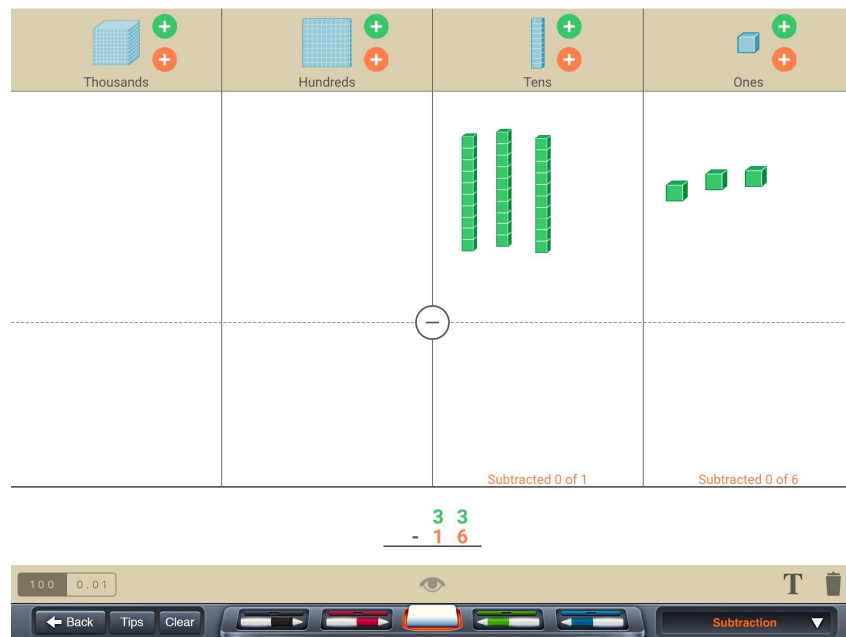 Thousands Hundreds Tens Ones
Subtracted 0 of 1 Subtracted 0 of 6
3 3
- 1 6
100 0.01 T
Back Tips Clear Subtraction